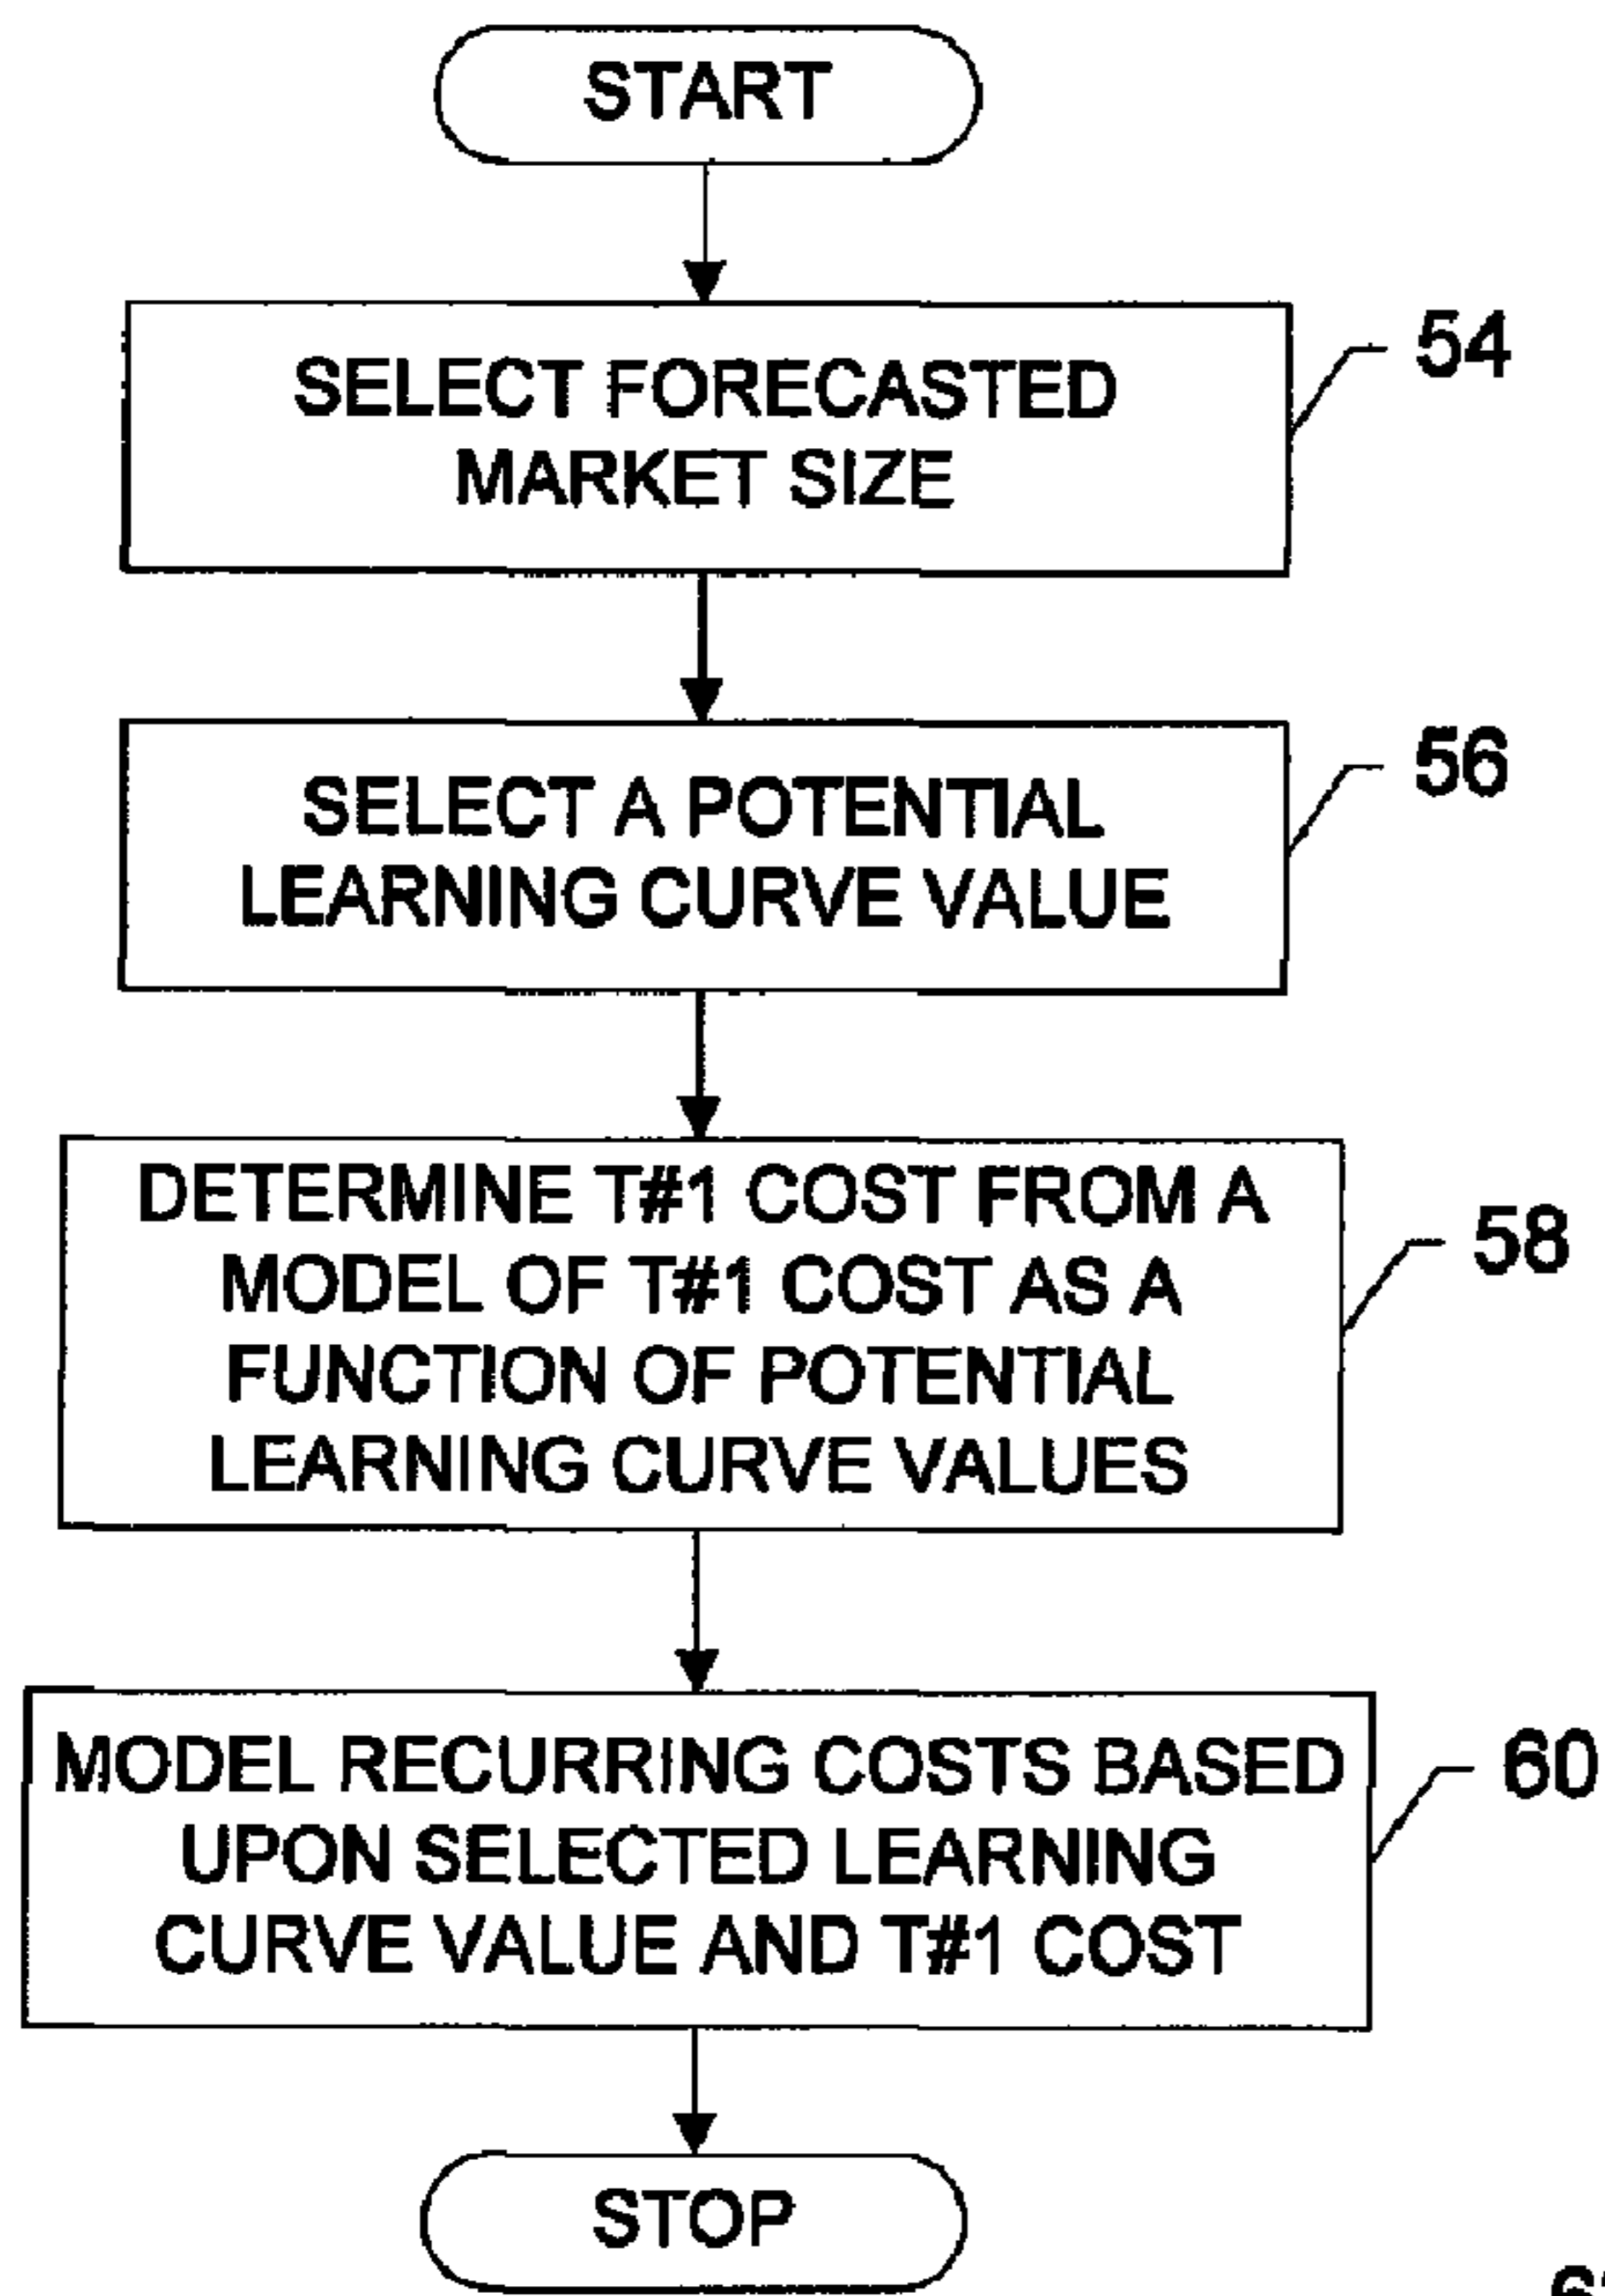 START
SELECT FORECASTED
MARKET SIZE
54
SELECT A POTENTIAL
LEARNING CURVE VALUE
56
DETERMINE T#1 COST FROM A
MODEL OF T#1 COST AS A
FUNCTION OF POTENTIAL
LEARNING CURVE VALUES
58
MODEL RECURRING COSTS BASED
UPON SELECTED LEARNING
CURVE VALUE AND T#1 COST
60
STOP